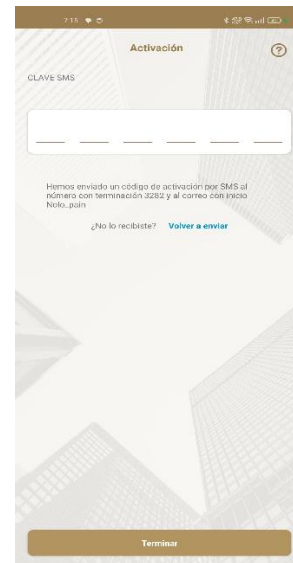 7:15
Activación
CLAVE SMS
Hemos enviado un código de activación por SMS al
número con terminación 3282 y al correo con inicio
Nolo_pain
¿No lo recibiste? Volver a enviar
Terminar